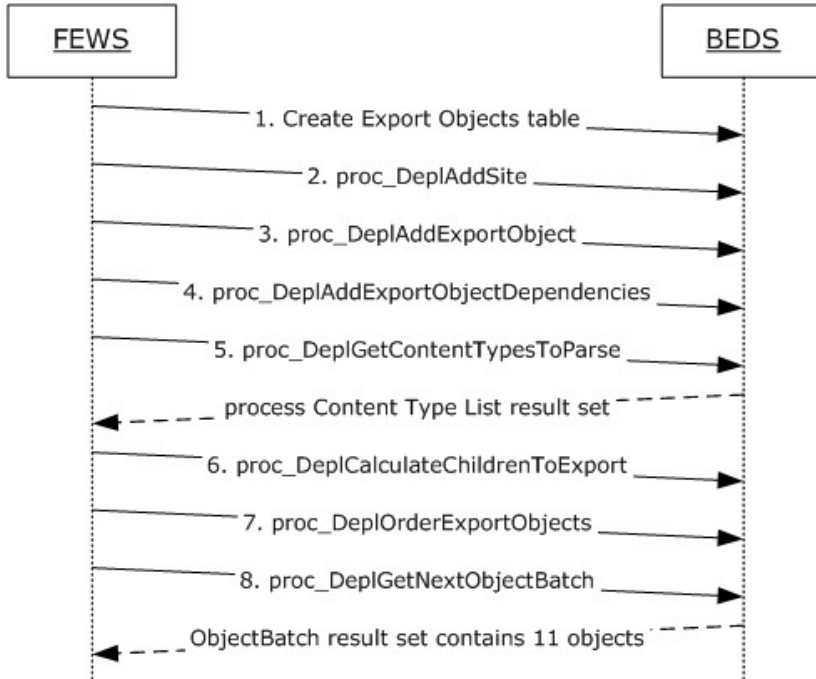 FEWS
BEDS
1. Create Export Objects table
2. proc_DeplAddSite
3. proc_DeplAddExportObject
4. proc_DeplAddExportObjectDependencies
5. proc_DeplGetContentTypesToParse
process Content Type List result set
6. proc_DeplCalculateChildrenToExport
7. proc_DeplOrderExportObjects
8. proc_DeplGetNextObjectBatch
ObjectBatch result set contains 11 objects